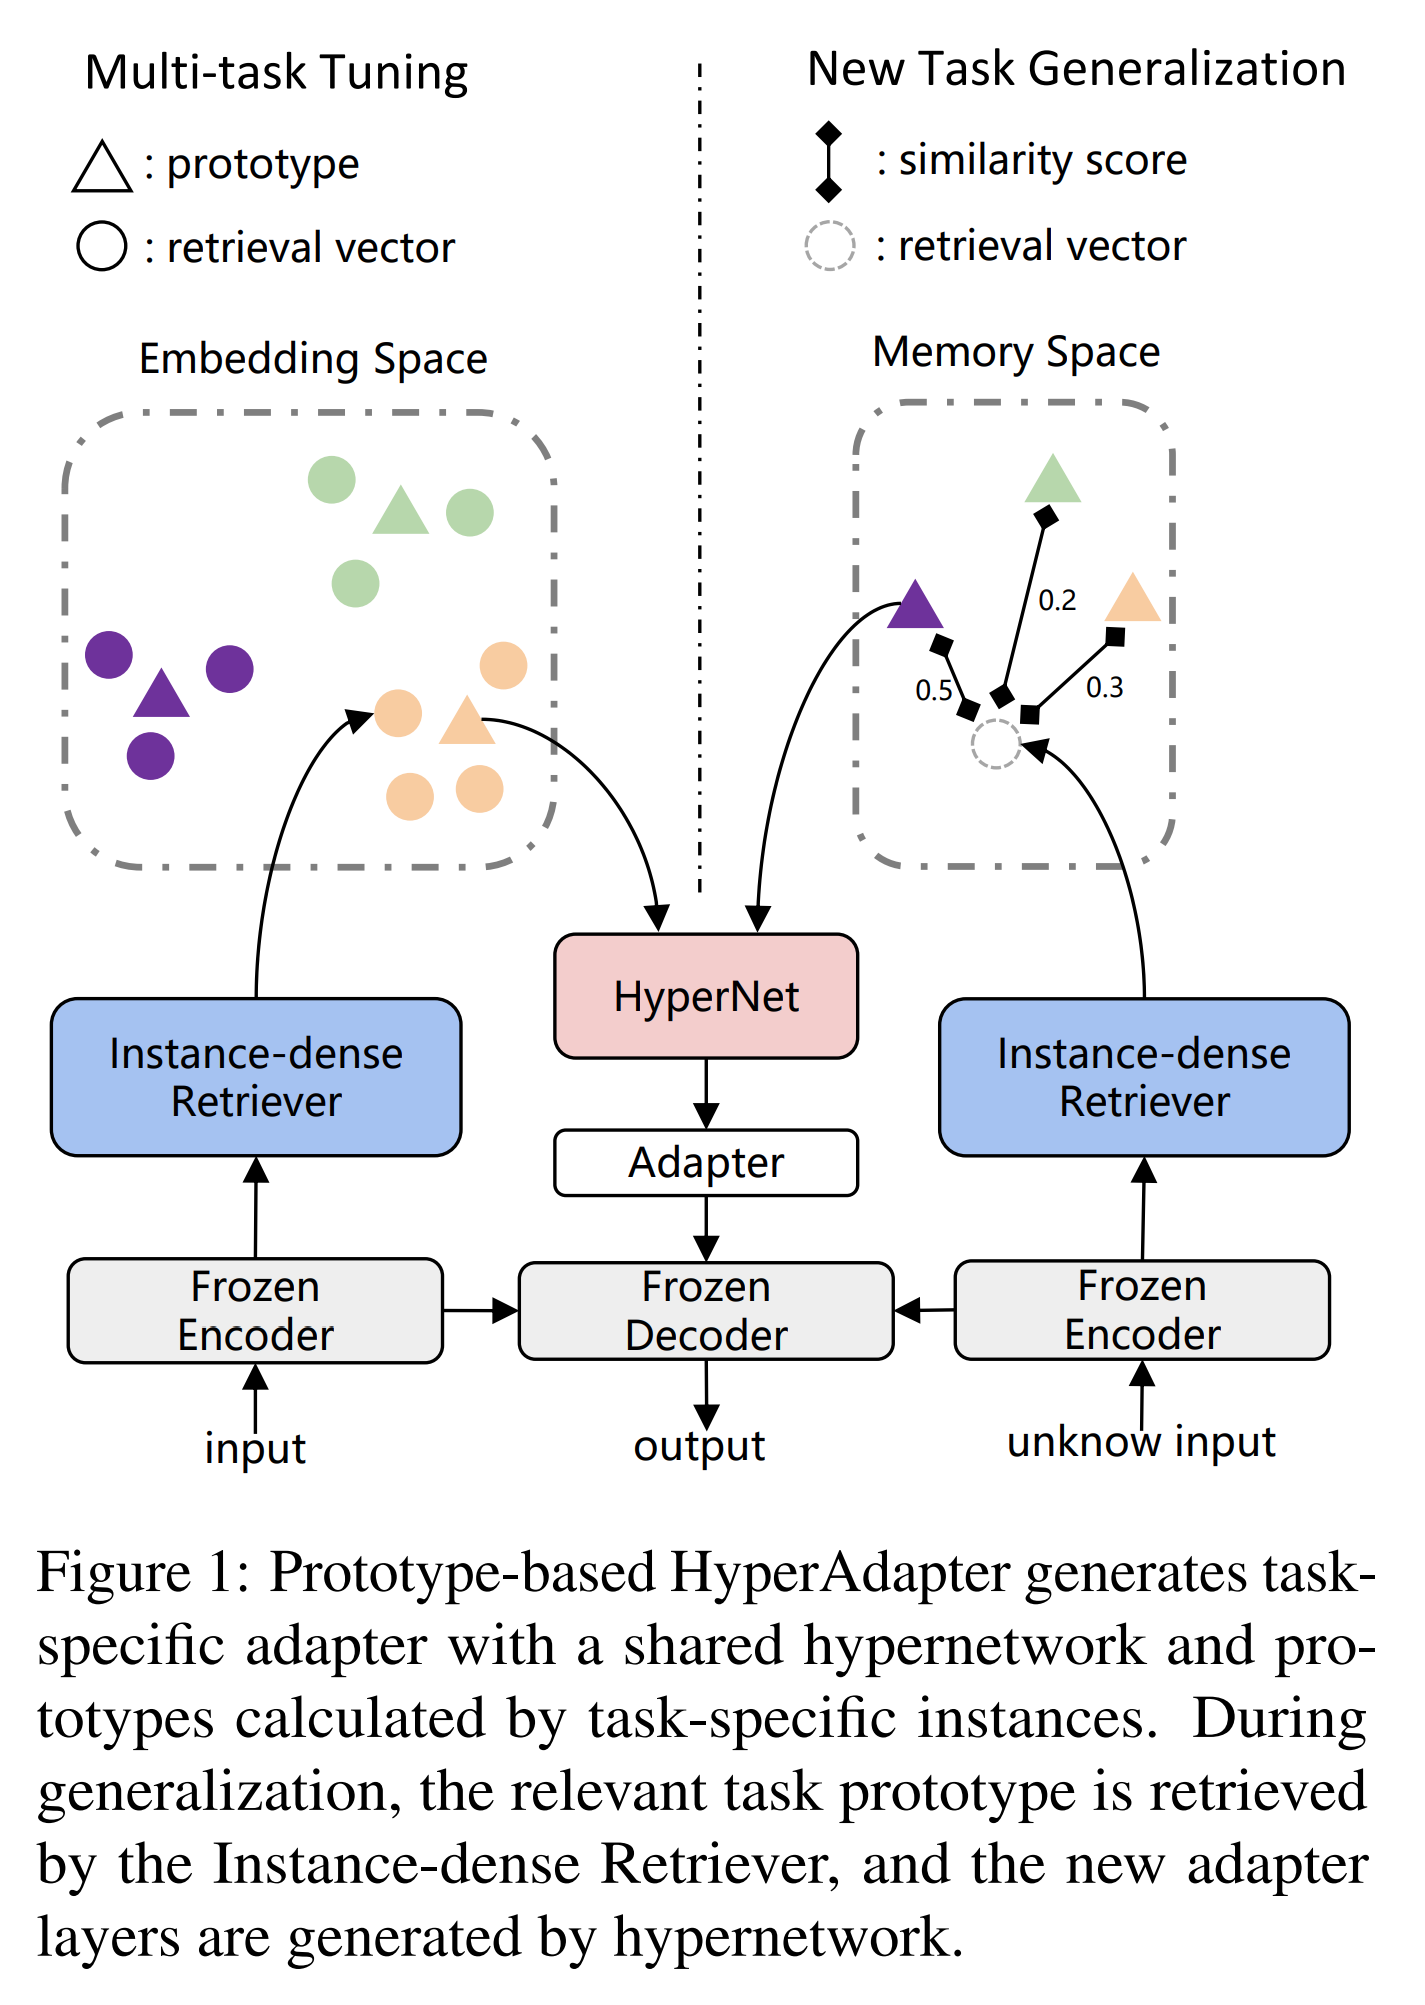 Multi-task Tuning
: prototype
: retrieval vector
Embedding Space
New Task Generalization
: similarity score
: retrieval vector
Memory Space
0.2
0.5
0.3
HyperNet
Instance-dense
Retriever
Instance-dense
Retriever
Adapter
Frozen
Encoder
Frozen
Decoder
Frozen
Encoder
input
output
unknow input
Figure 1: Prototype-based HyperAdapter generates task-
specific adapter with a shared hypernetwork and pro-
totypes calculated by task-specific instances. During
generalization, the relevant task prototype is retrieved
by the Instance-dense Retriever, and the new adapter
layers are generated by hypernetwork.